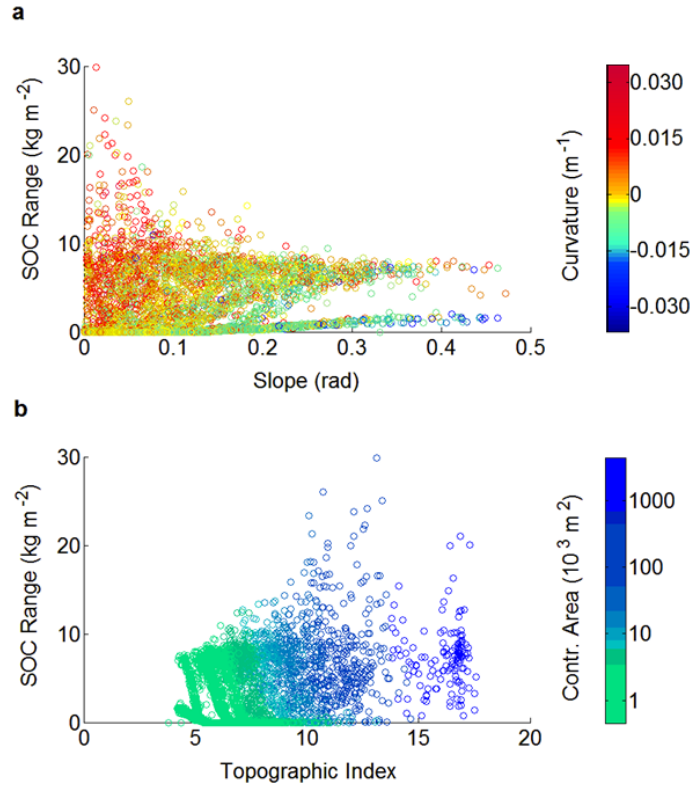 a
SOC Range (kg m⁻²)
30
20
10
0
0 0.1 0.2 0.3 0.4 0.5
Slope (rad)
Curvature (m⁻¹)
0.030
0.015
0
-0.015
-0.030
b
SOC Range (kg m⁻²)
30
20
10
0
0 5 10 15 20
Topographic Index
Contr. Area (10³ m²)
1000
100
10
1